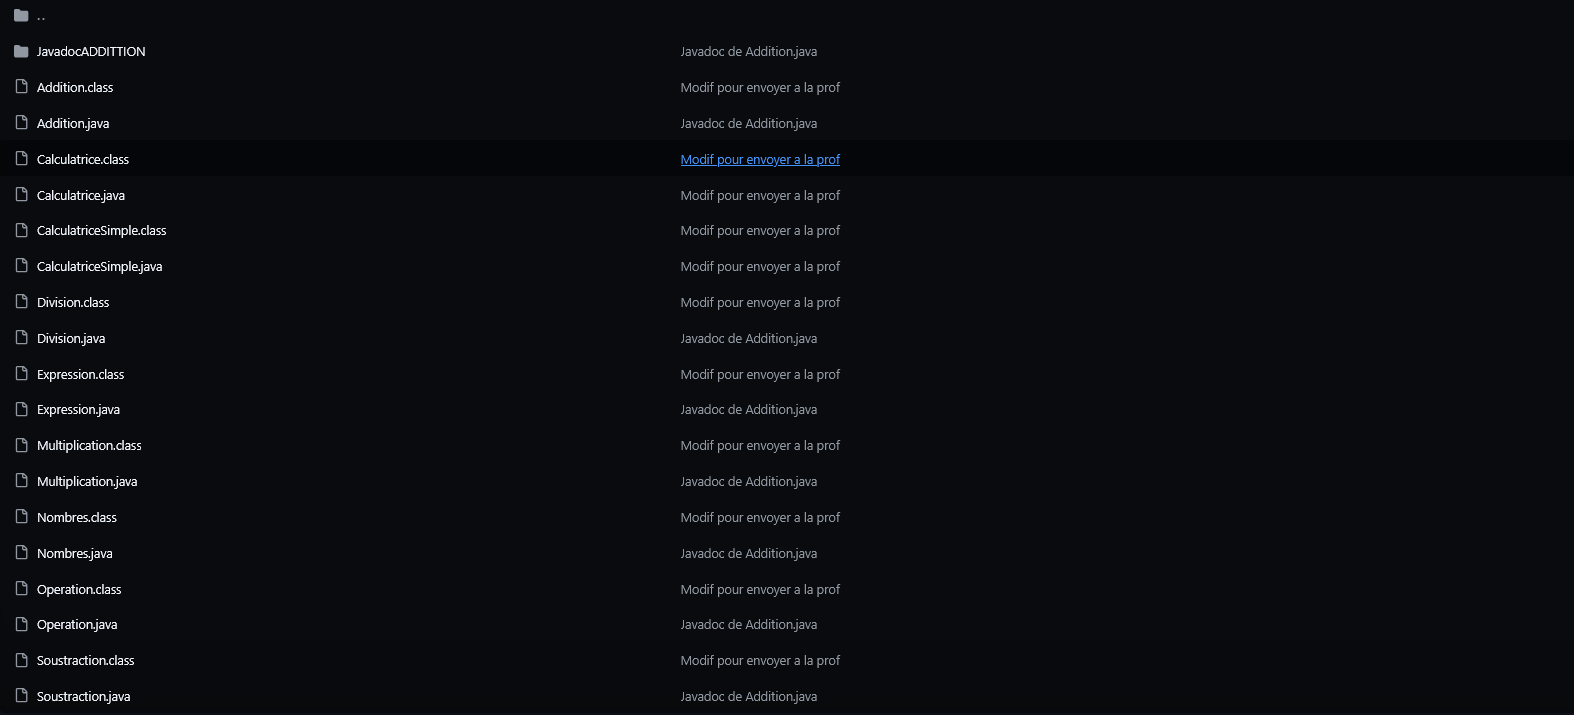 ..
JavadocADDITTION Javadoc de Addition.java
Addition.class Modif pour envoyer a la prof
Addition.java Javadoc de Addition.java
Calculatrice.class Modif pour envoyer a la prof
Calculatrice.java Modif pour envoyer a la prof
CalculatriceSimple.class Modif pour envoyer a la prof
CalculatriceSimple.java Modif pour envoyer a la prof
Division.class Modif pour envoyer a la prof
Division.java Javadoc de Addition.java
Expression.class Modif pour envoyer a la prof
Expression.java Javadoc de Addition.java
Multiplication.class Modif pour envoyer a la prof
Multiplication.java Javadoc de Addition.java
Nombres.class Modif pour envoyer a la prof
Nombres.java Javadoc de Addition.java
Operation.class Modif pour envoyer a la prof
Operation.java Javadoc de Addition.java
Soustraction.class Modif pour envoyer a la prof
Soustraction.java Javadoc de Addition.java